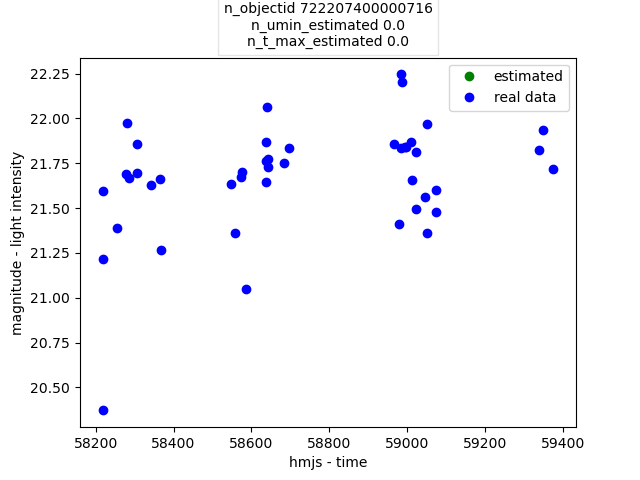 n_objectid 722207400000716
n_umin_estimated 0.0
n_t_max_estimated 0.0
estimated
real data
magnitude - light intensity
22.25
22.00
21.75
21.50
21.25
21.00
20.75
20.50
58200 58400 58600 58800 59000 59200 59400
hmjs - time